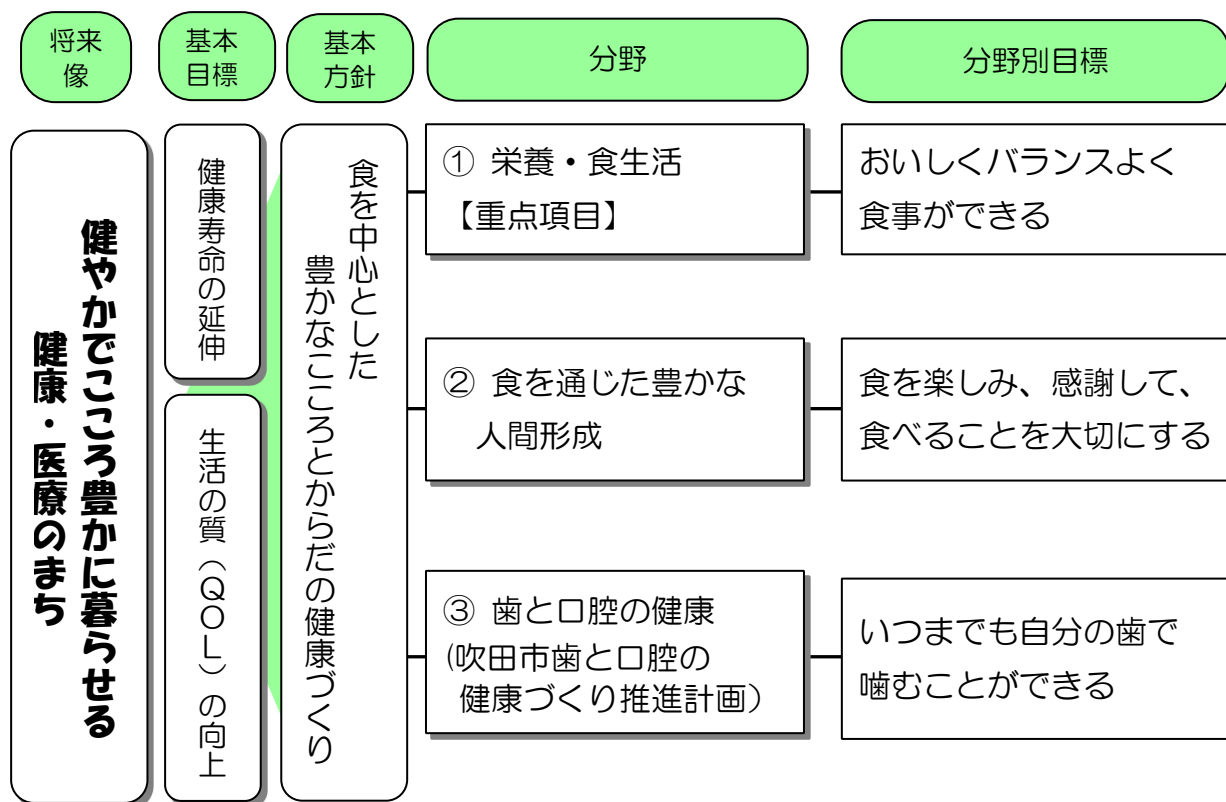 将来
像
基本
目標
基本
方針
分野
分野別目標
健やかでこころ豊かに暮らせる
健康・医療のまち
健康寿命の延伸
生活の質（ＱＯＬ）の向上
食を中心とした
豊かなこころとからだの健康づくり
① 栄養・食生活
【重点項目】
おいしくバランスよく
食事ができる
② 食を通じた豊かな
人間形成
食を楽しみ、感謝して、
食べることを大切にする
③ 歯と口腔の健康
(吹田市歯と口腔の
健康づくり推進計画）
いつまでも自分の歯で
噛むことができる